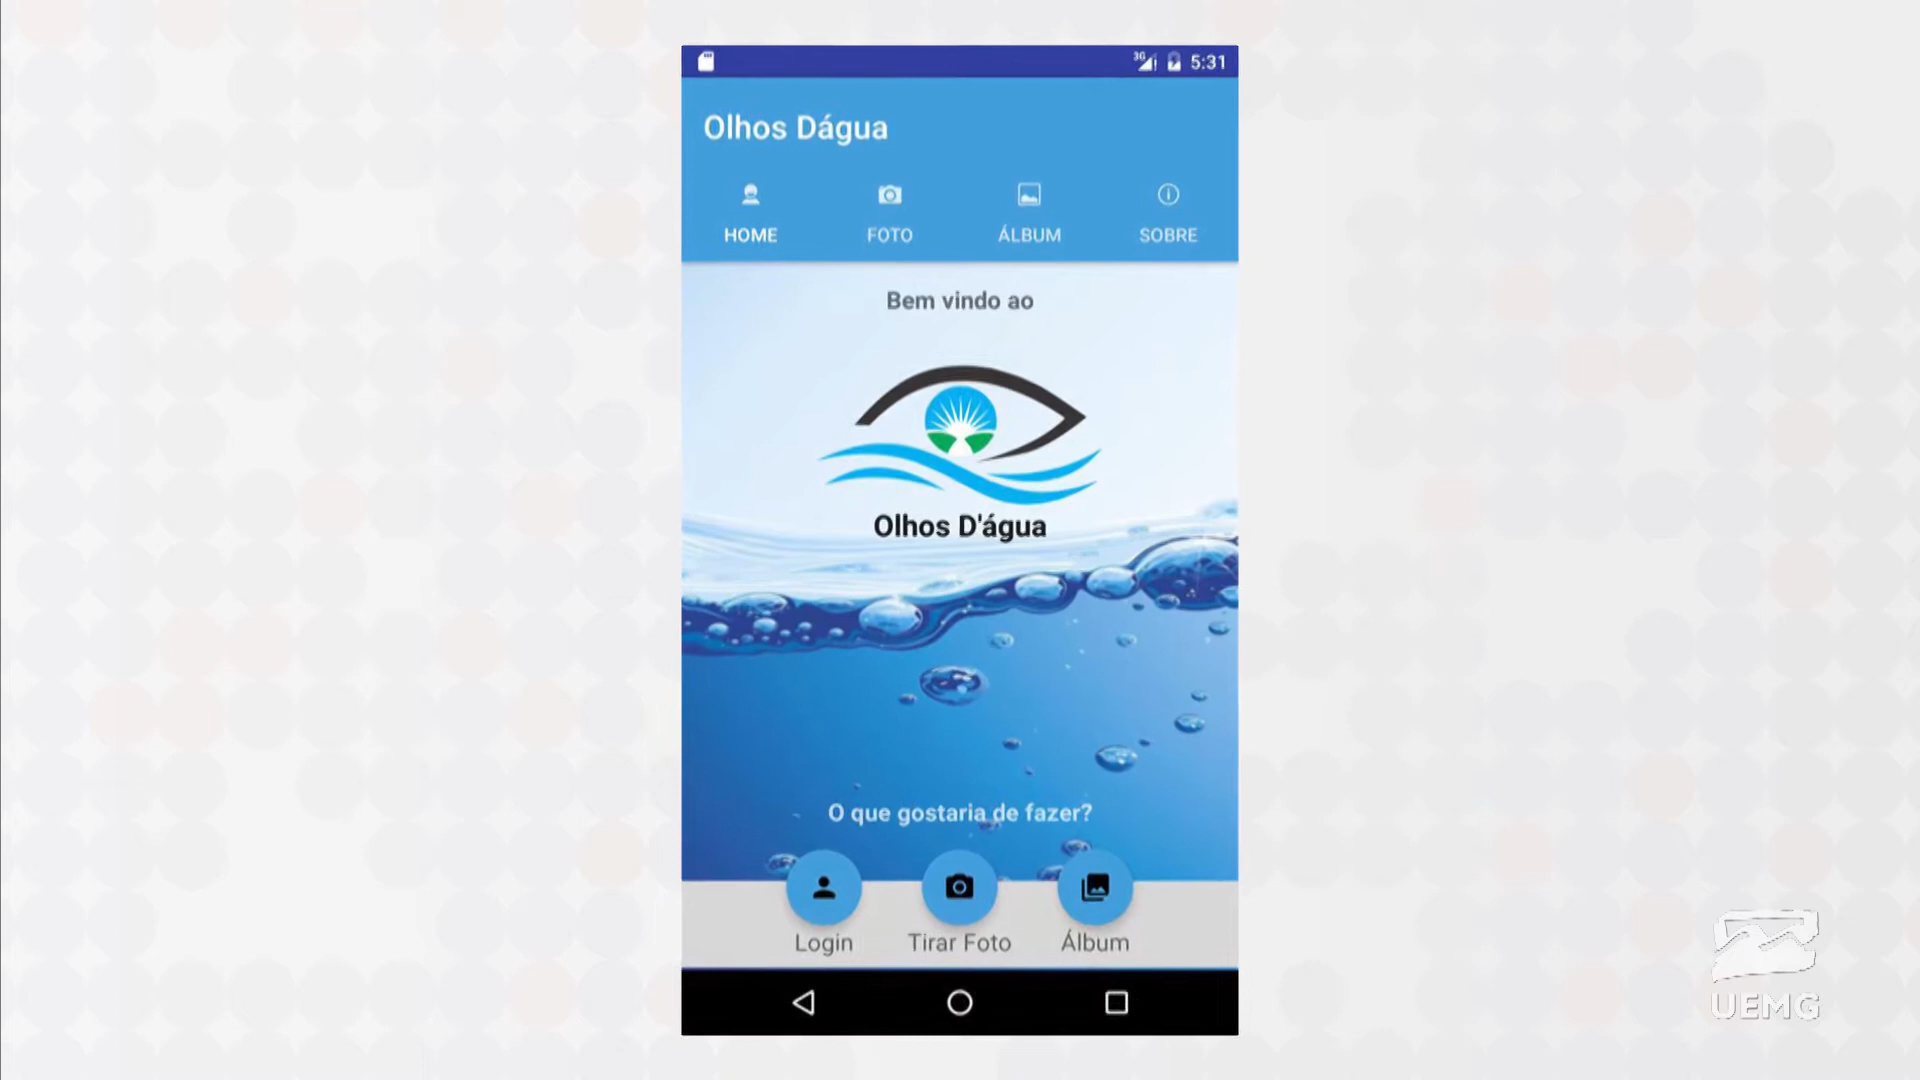 3G 5:31
Olhos Dágua
HOME FOTO ÁLBUM SOBRE
Bem vindo ao
Olhos D'água
O que gostaria de fazer?
Login Tirar Foto Álbum
UEMG